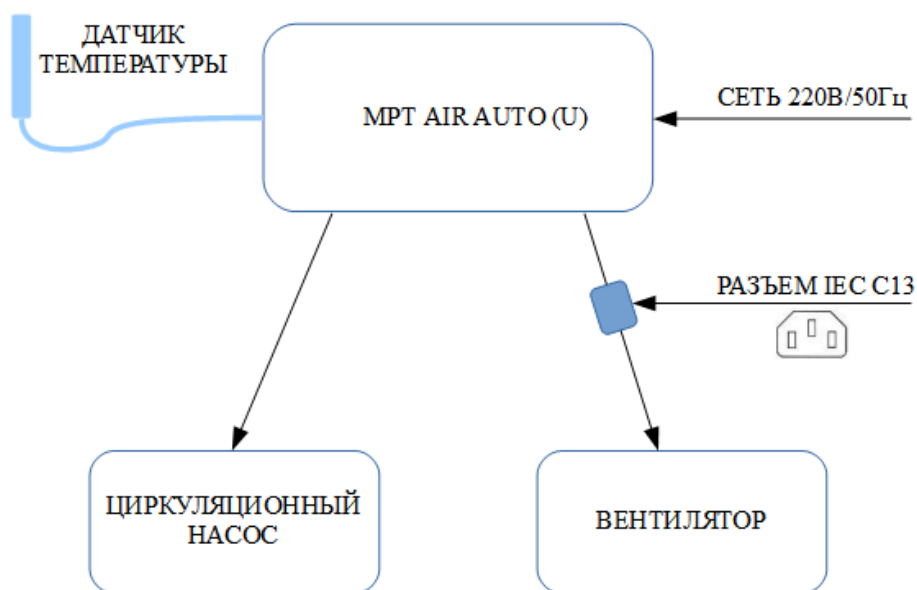 ДАТЧИК
ТЕМПЕРАТУРЫ
МРТ AIR AUTO (U)
СЕТЬ 220В/50Гц
РАЗЪЕМ IEC C13
ЦИРКУЛЯЦИОННЫЙ
НАСОС
ВЕНТИЛЯТОР